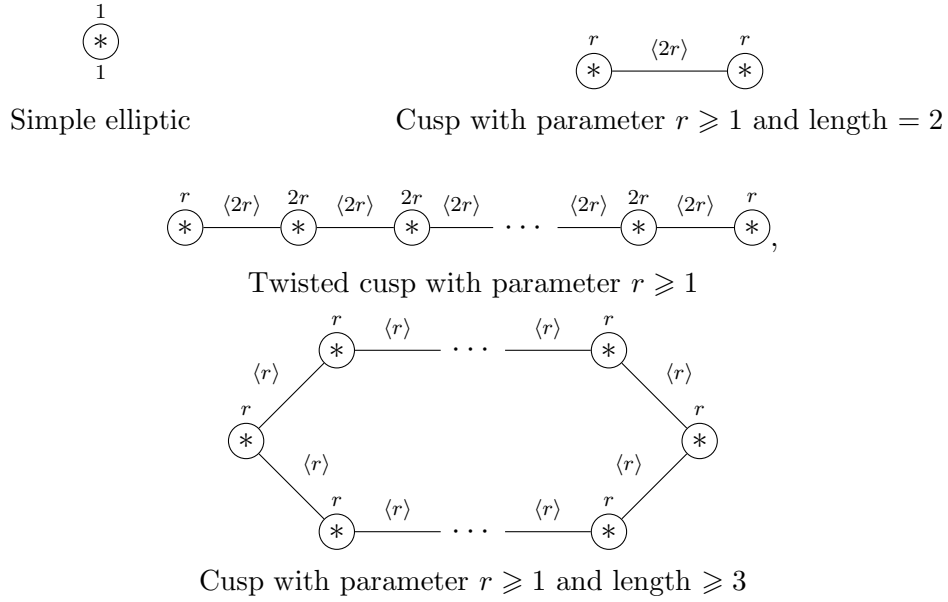 1
*
1
Simple elliptic
r ⟨2r⟩ r
* *
Cusp with parameter r ⩾ 1 and length = 2
r ⟨2r⟩ 2r ⟨2r⟩ 2r ⟨2r⟩ ⟨2r⟩ 2r ⟨2r⟩ r
* * * · · · * *,
Twisted cusp with parameter r ⩾ 1
r ⟨r⟩ ⟨r⟩ r
* · · · *
⟨r⟩ ⟨r⟩
r r
* *
⟨r⟩ ⟨r⟩
r ⟨r⟩ ⟨r⟩ r
* · · · *
Cusp with parameter r ⩾ 1 and length ⩾ 3